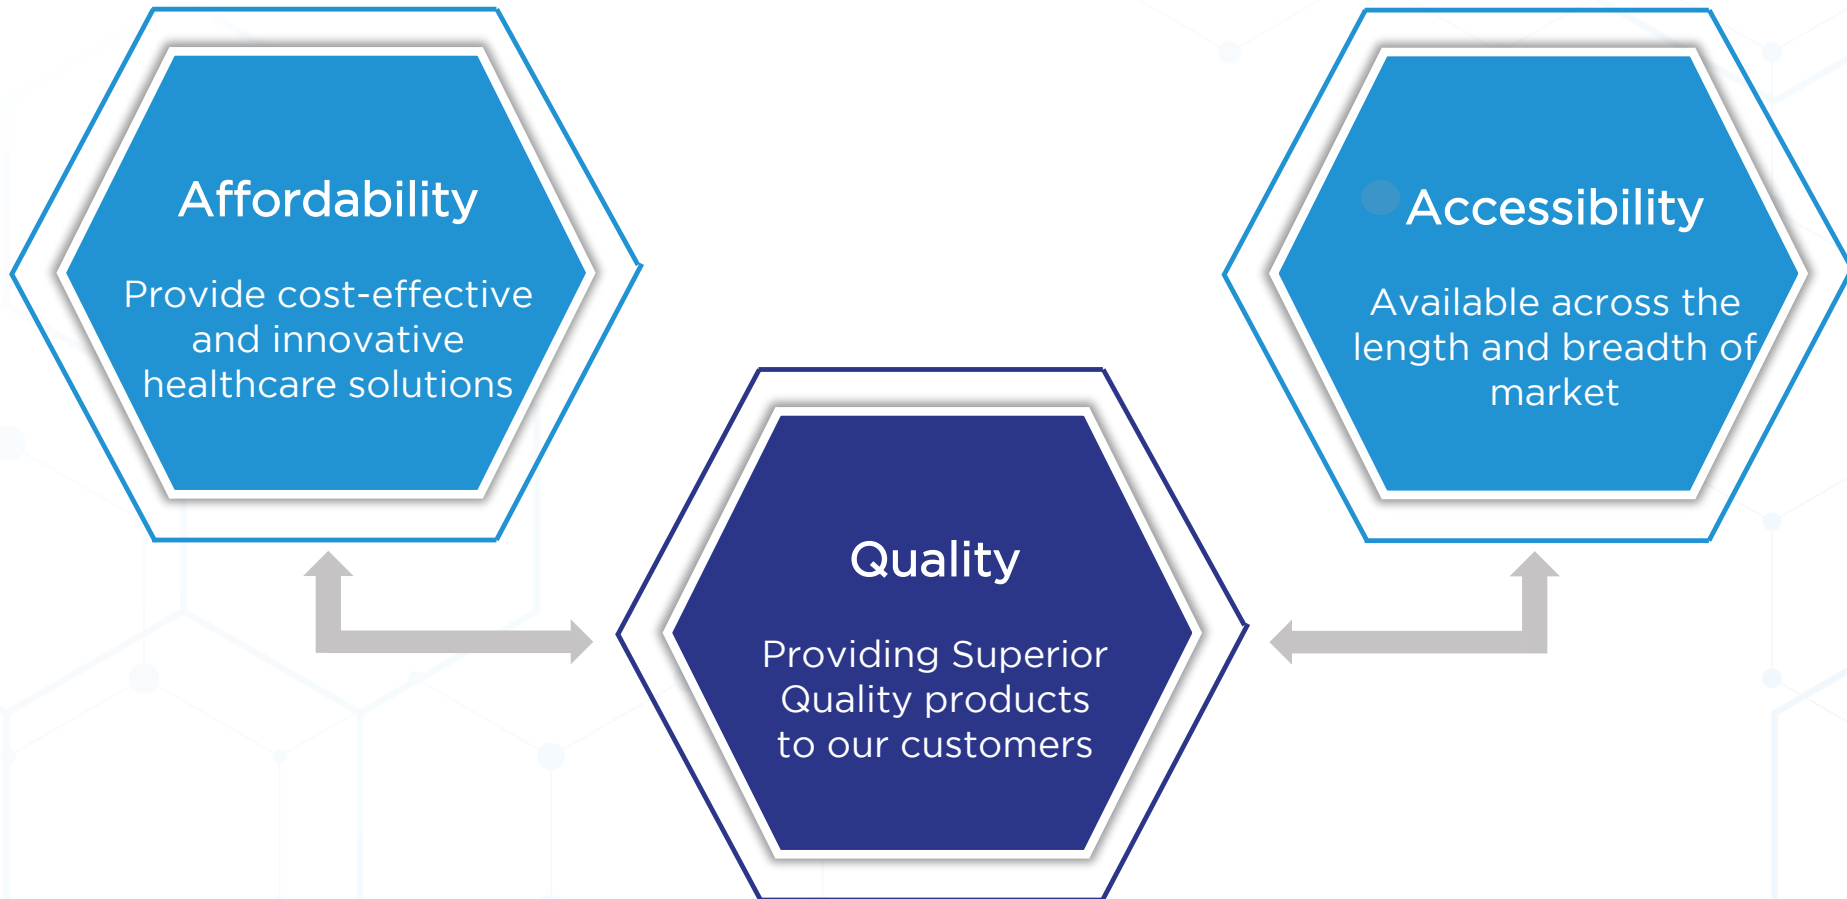 Affordability
Provide cost-effective
and innovative
healthcare solutions
Quality
Providing Superior
Quality products
to our customers
Accessibility
Available across the
length and breadth of
market